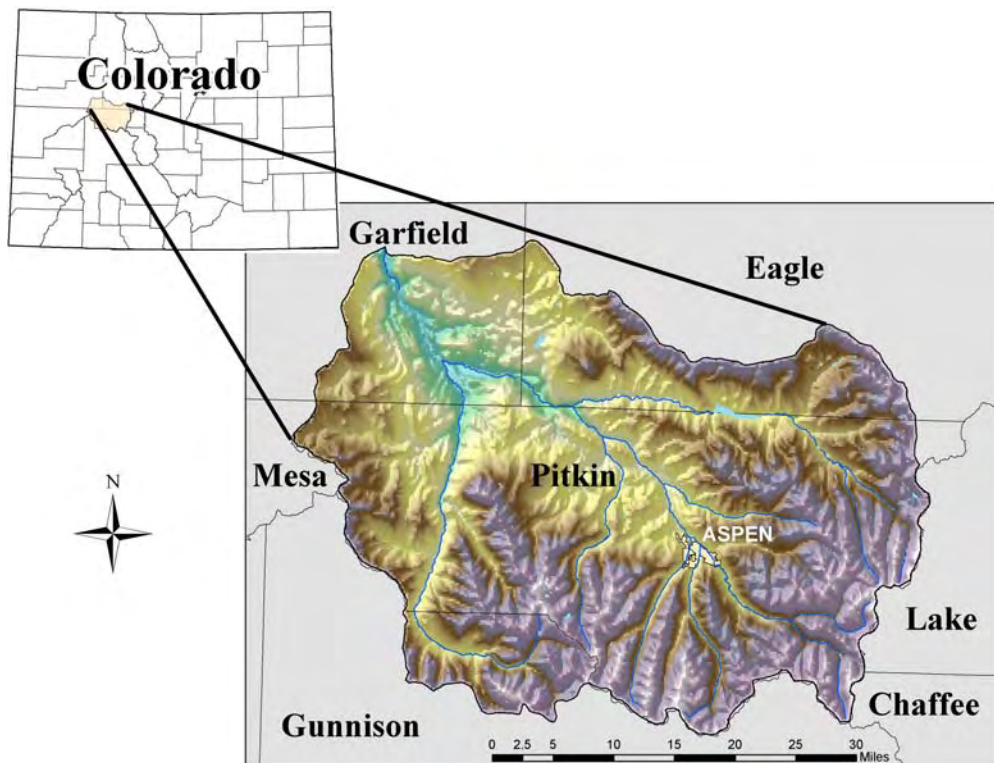 Colorado
Garfield
Eagle
Mesa
Pitkin
N
ASPEN
Lake
Gunnison
Chaffee
0 2.5 5 10 15 20 25 30
Miles